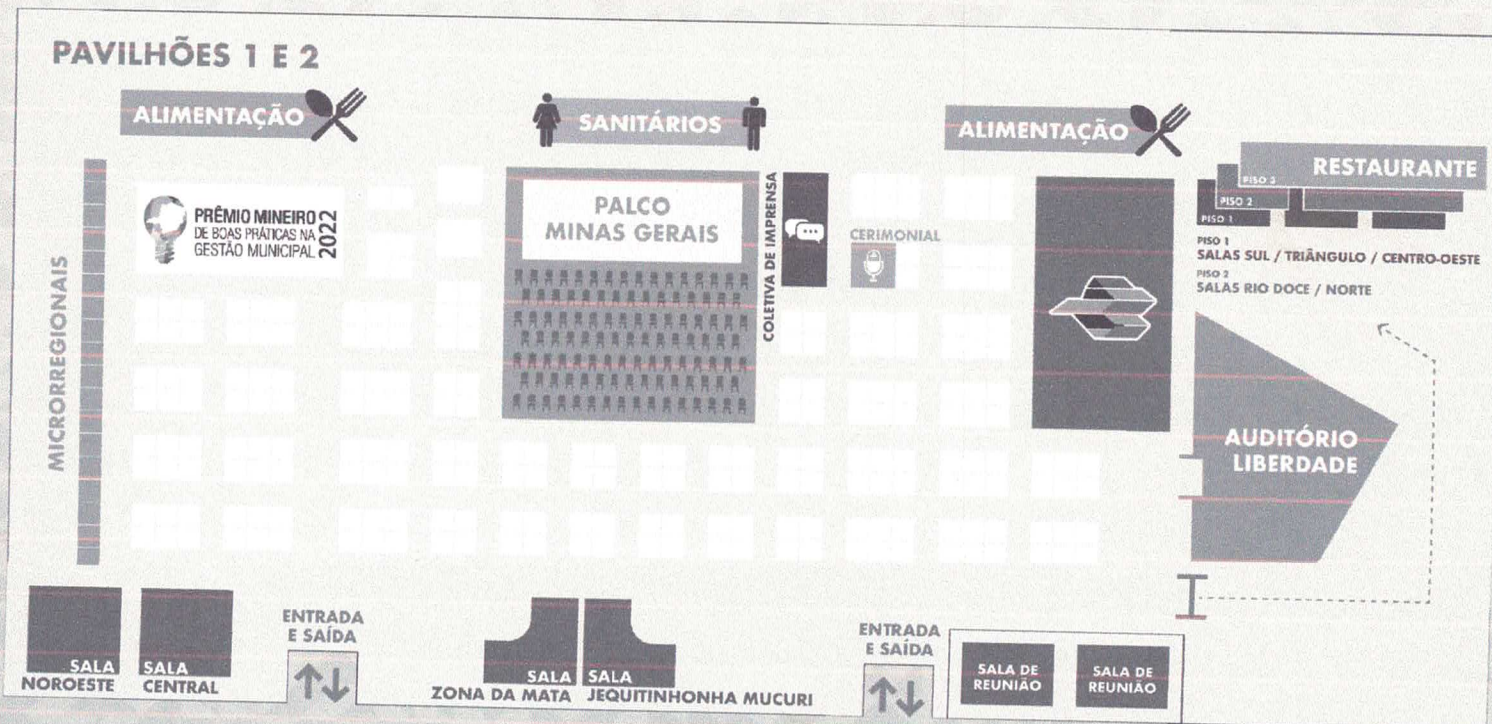 PAVILHÕES 1 E 2
ALIMENTAÇÃO
SANITÁRIOS
ALIMENTAÇÃO
RESTAURANTE
PISO 3
PISO 2
PISO 1
PISO 1
SALAS SUL / TRIÂNGULO / CENTRO-OESTE
PISO 2
SALAS RIO DOCE / NORTE
MICRORREGIONAIS
PRÊMIO MINEIRO
DE BOAS PRÁTICAS NA
GESTÃO MUNICIPAL
2022
PALCO
MINAS GERAIS
COLETIVA DE IMPRENSA
CERIMONIAL
AUDITÓRIO
LIBERDADE
SALA
NOROESTE
SALA
CENTRAL
ENTRADA
E SAÍDA
SALA
ZONA DA MATA
SALA
JEQUITINHONHA MUCURI
ENTRADA
E SAÍDA
SALA DE
REUNIÃO
SALA DE
REUNIÃO